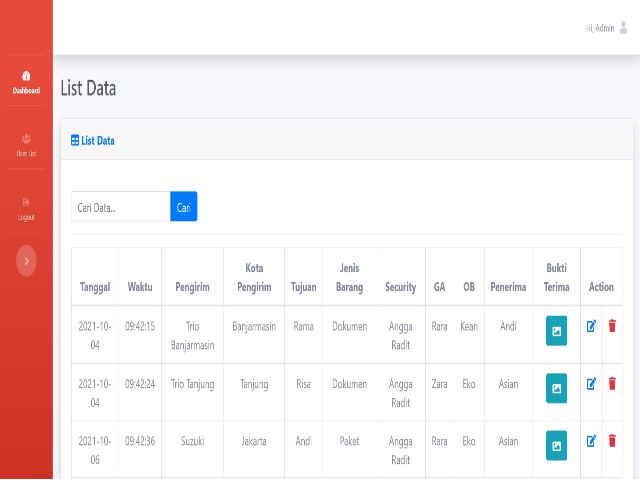 Hi, Admin
Dashboard
User List
Logout
List Data
List Data
Cari Data...
Cari
Tanggal Waktu Pengirim Kota Pengirim Tujuan Jenis Barang Security GA OB Penerima Bukti Terima Action
2021-10-04 09:42:15 Trio Banjarmasin Banjarmasin Rama Dokumen Angga Radit Rara Kean Andi
2021-10-04 09:42:24 Trio Tanjung Tanjung Risa Dokumen Angga Radit Zara Eko Asian
2021-10-06 09:42:36 Suzuki Jakarta Andi Paket Angga Radit Rara Eko Asian